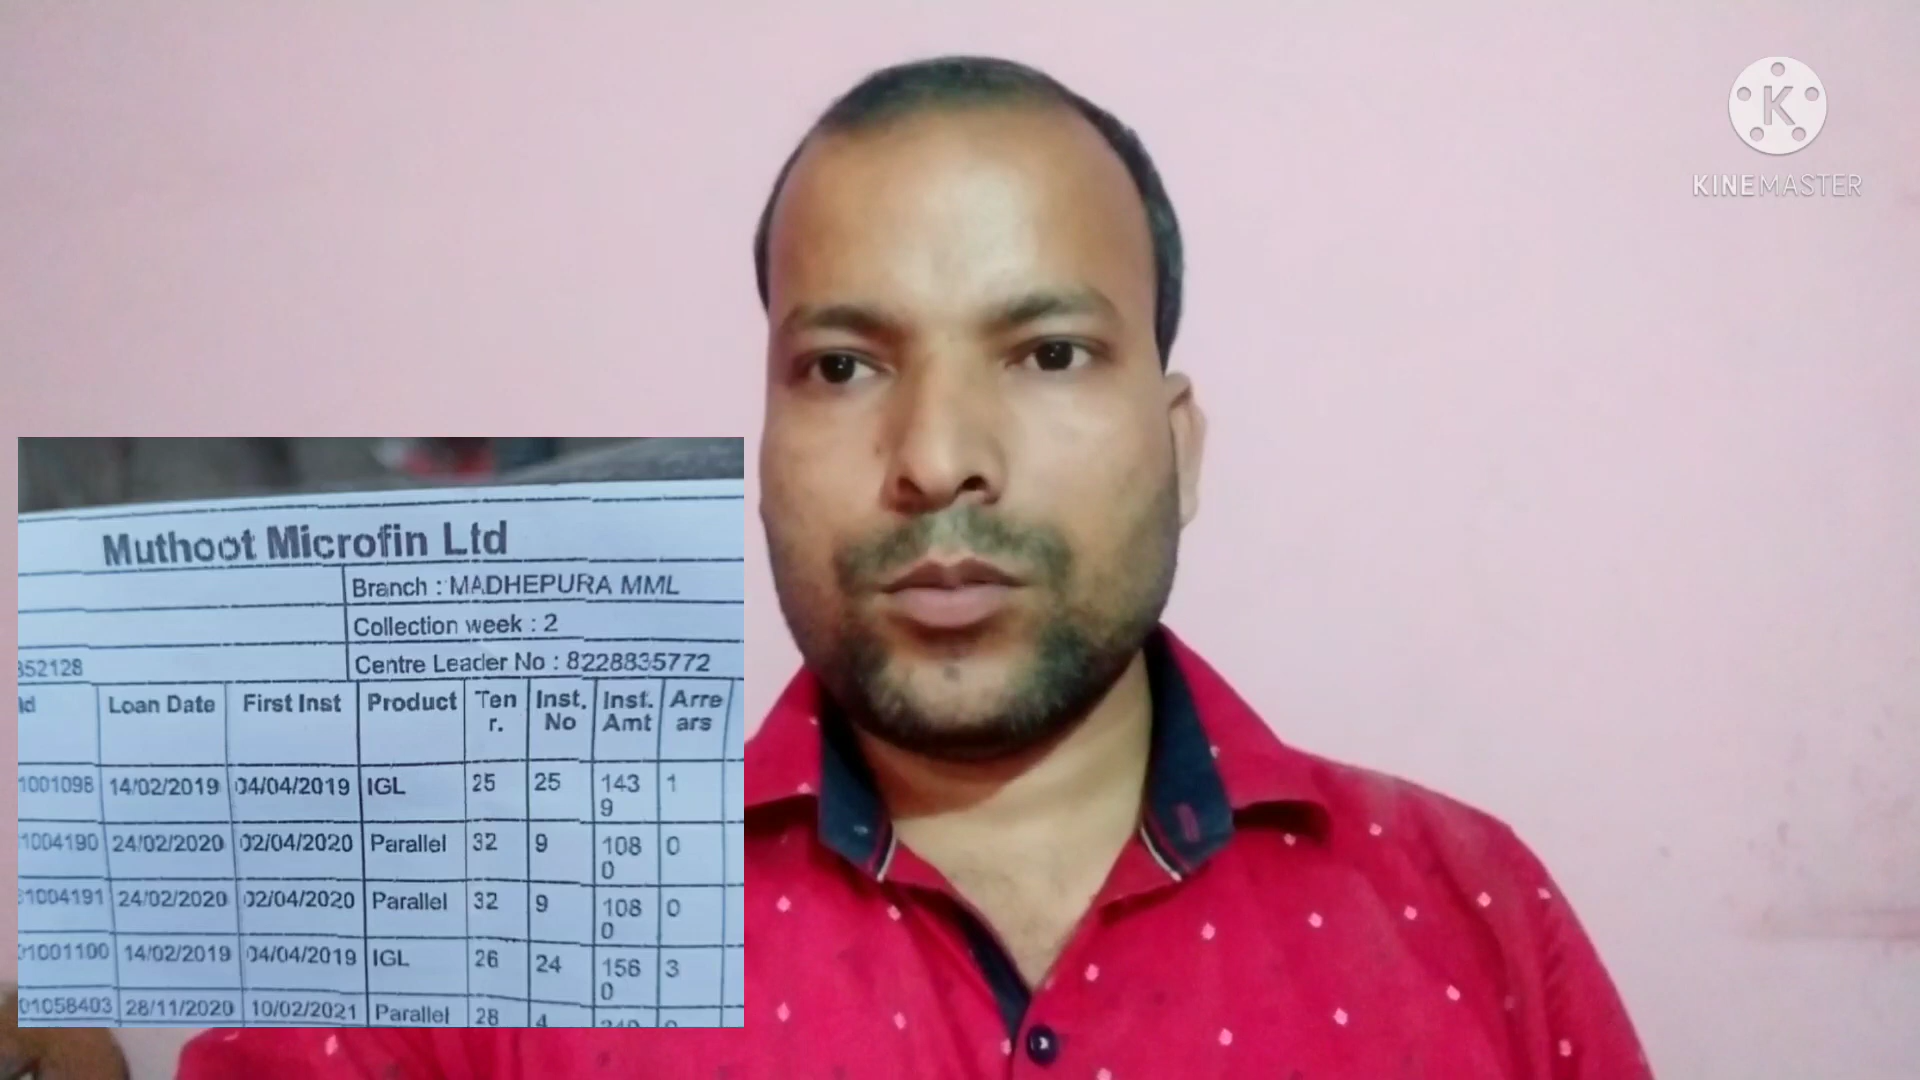 K
KINEMASTER
Muthoot Microfin Ltd
Branch : MADHEPURA MML
Collection week : 2
352128 Centre Leader No : 8228835772
Id Loan Date First Inst Product Ten r. Inst. No Inst. Amt Arre ars
1001098 14/02/2019 04/04/2019 IGL 25 25 143 9 1
1004190 24/02/2020 02/04/2020 Parallel 32 9 108 0 0
1004191 24/02/2020 02/04/2020 Parallel 32 9 108 0 0
01001100 14/02/2019 04/04/2019 IGL 26 24 156 0 3
01056403 28/11/2020 10/02/2021 Parallel 28 4